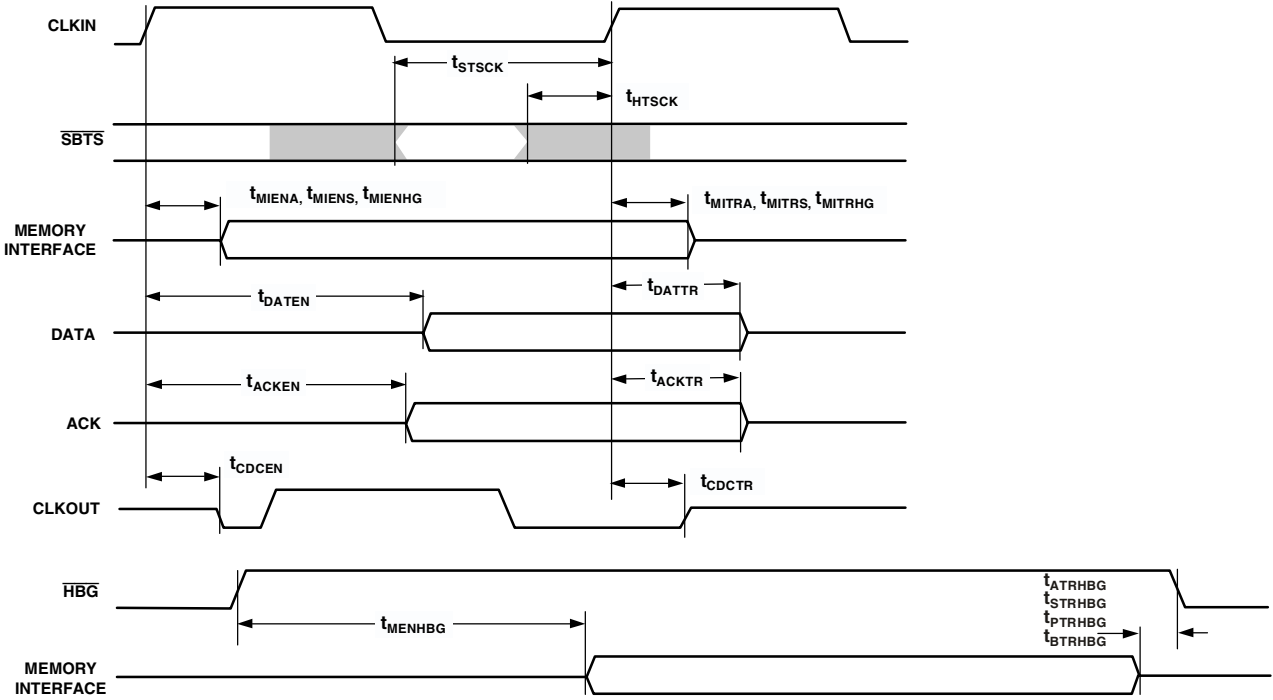 CLKIN
tSTSCK
tHTSCK
SBTS
tMIENA, tMIENS, tMIENHG
tMITRA, tMITRS, tMITRHG
MEMORY
INTERFACE
tDATEN
tDATTR
DATA
tACKEN
tACKTR
ACK
tCDCEN
tCDCTR
CLKOUT
HBG
tATRHBG
tSTRHBG
tPTRHBG
tBTRHBG
tMENHBG
MEMORY
INTERFACE